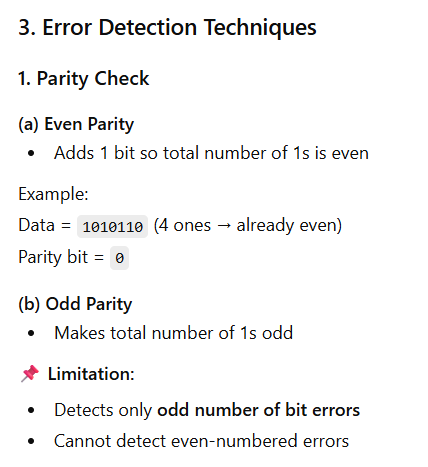 3. Error Detection Techniques
1. Parity Check
(a) Even Parity
• Adds 1 bit so total number of 1s is even
Example:
Data = 1010110 (4 ones → already even)
Parity bit = 0
(b) Odd Parity
• Makes total number of 1s odd
📌 Limitation:
• Detects only odd number of bit errors
• Cannot detect even-numbered errors